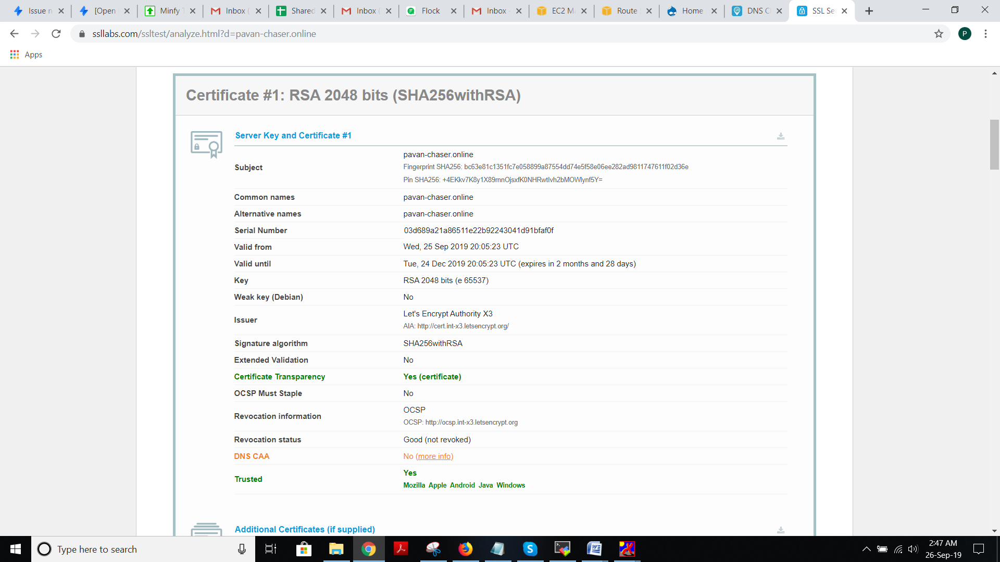 Issue n
[Open
Minfy T
Inbox (
Shared
Inbox (
Flock
Inbox -
EC2 M
Route
Home
DNS C
SSL Se
ssllabs.com/ssltest/analyze.html?d=pavan-chaser.online
P
Apps
Certificate #1: RSA 2048 bits (SHA256withRSA)
Server Key and Certificate #1
Subject
pavan-chaser.online
Fingerprint SHA256: bc63e81c1351fc7e058899a87554dd74e5f58e06ee282ad9811747611f02d36e
Pin SHA256: +4EKkv7K8y1X89rnnOjsxfK0NHRwtIvh2bMOWlynf5Y=
Common names pavan-chaser.online
Alternative names pavan-chaser.online
Serial Number 03d689a21a86511e22b92243041d91bfaf0f
Valid from Wed, 25 Sep 2019 20:05:23 UTC
Valid until Tue, 24 Dec 2019 20:05:23 UTC (expires in 2 months and 28 days)
Key RSA 2048 bits (e 65537)
Weak key (Debian) No
Issuer
Let's Encrypt Authority X3
AIA: http://cert.int-x3.letsencrypt.org/
Signature algorithm SHA256withRSA
Extended Validation No
Certificate Transparency Yes (certificate)
OCSP Must Staple No
Revocation information
OCSP
OCSP: http://ocsp.int-x3.letsencrypt.org
Revocation status Good (not revoked)
DNS CAA No (more info)
Trusted
Yes
Mozilla Apple Android Java Windows
Additional Certificates (if supplied)
Type here to search
2:47 AM
26-Sep-19